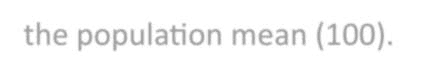 the population mean (100).